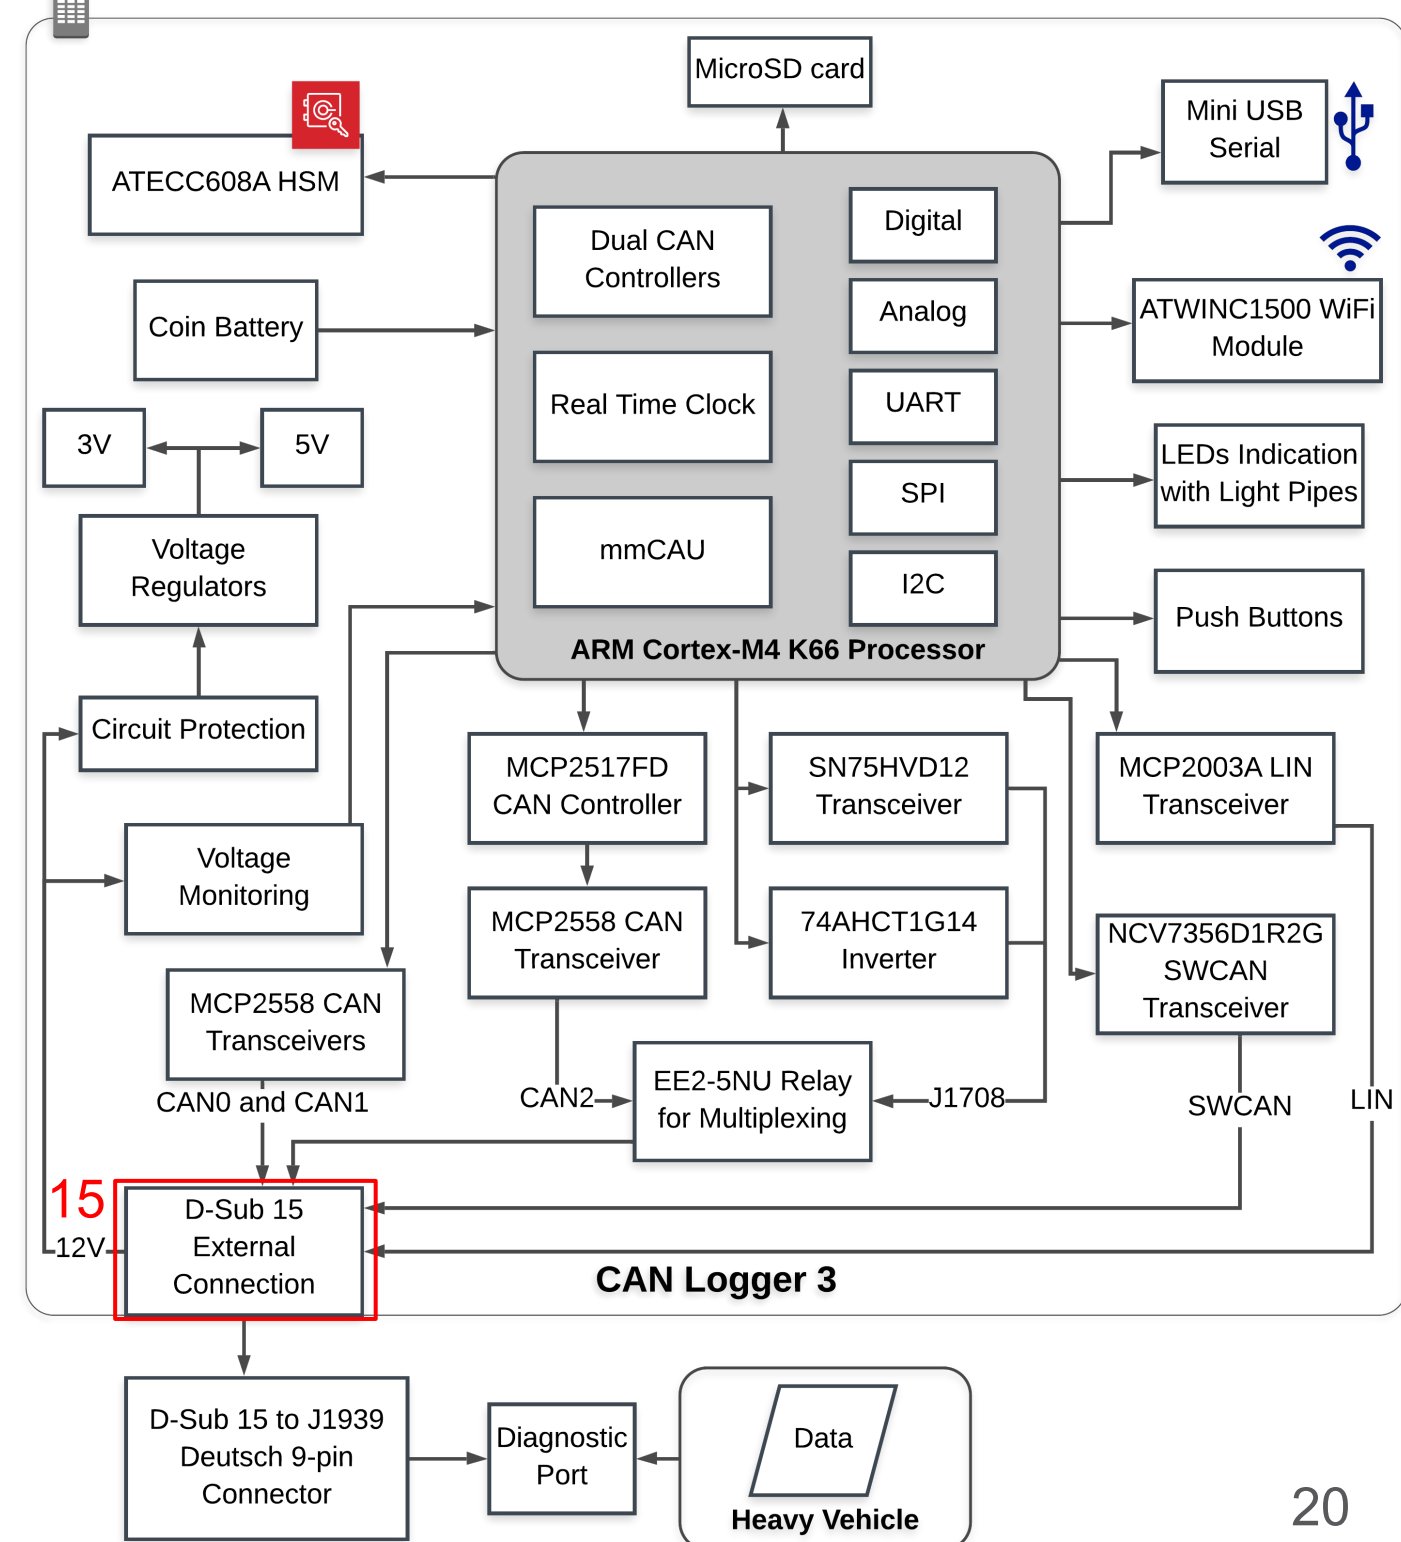 MicroSD card
Mini USB
Serial
ATECC608A HSM
Digital
Dual CAN
Controllers
Analog
ATWINC1500 WiFi
Module
Coin Battery
Real Time Clock
UART
3V
5V
LEDs Indication
with Light Pipes
SPI
Voltage
Regulators
mmCAU
I2C
Push Buttons
ARM Cortex-M4 K66 Processor
Circuit Protection
MCP2517FD
CAN Controller
SN75HVD12
Transceiver
MCP2003A LIN
Transceiver
Voltage
Monitoring
MCP2558 CAN
Transceiver
74AHCT1G14
Inverter
NCV7356D1R2G
SWCAN
Transceiver
MCP2558 CAN
Transceivers
CAN0 and CAN1
CAN2
EE2-5NU Relay
for Multiplexing
J1708
SWCAN
LIN
15
12V
D-Sub 15
External
Connection
CAN Logger 3
D-Sub 15 to J1939
Deutsch 9-pin
Connector
Diagnostic
Port
Data
Heavy Vehicle
20